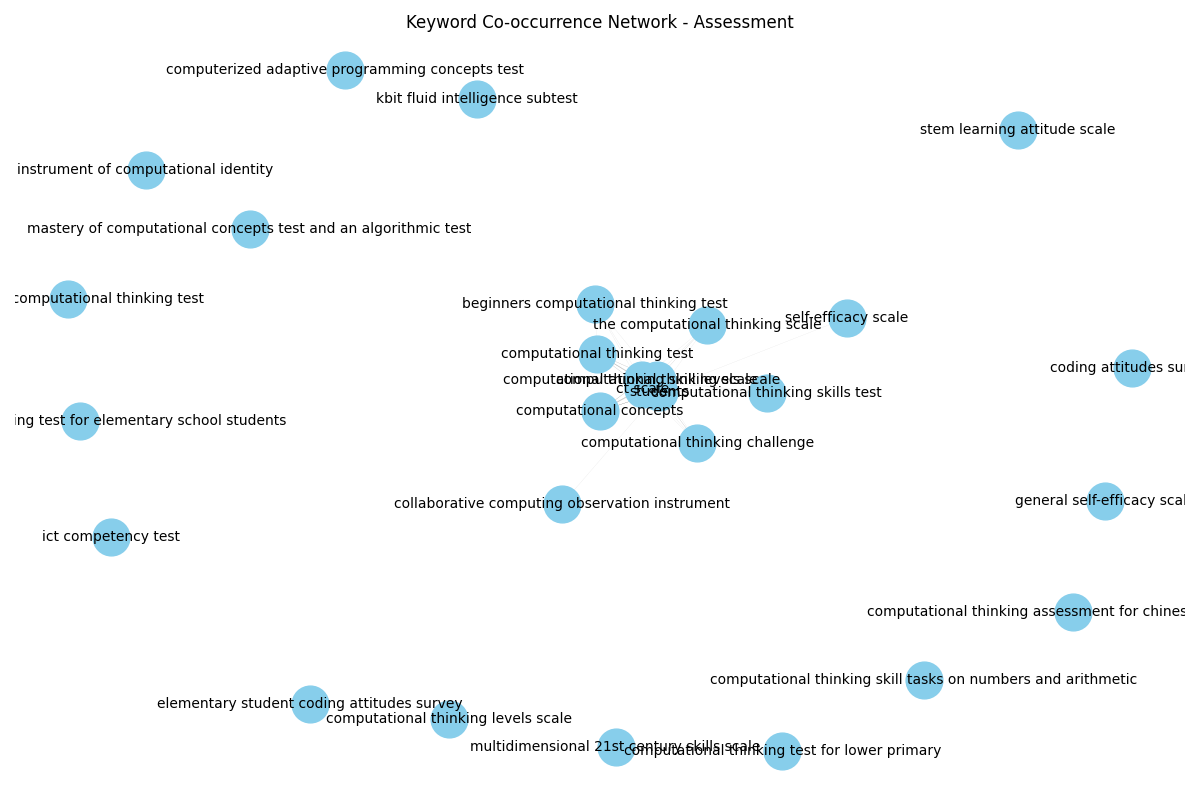 Keyword Co-occurrence Network - Assessment
computerized adaptive programming concepts test
kbit fluid intelligence subtest
stem learning attitude scale
instrument of computational identity
mastery of computational concepts test and an algorithmic test
computational thinking test
beginners computational thinking test
self-efficacy scale
the computational thinking scale
computational thinking test
coding attitudes
computational thinking levels scale
ct scale
students
computational thinking skills test
computational concepts
ing test for elementary school students
computational thinking challenge
general self-efficacy scal
collaborative computing observation instrument
ict competency test
computational thinking assessment for chines
computational thinking skill tasks on numbers and arithmetic
elementary student coding attitudes survey
computational thinking levels scale
multidimensional 21st century skills scale
computational thinking test for lower primary